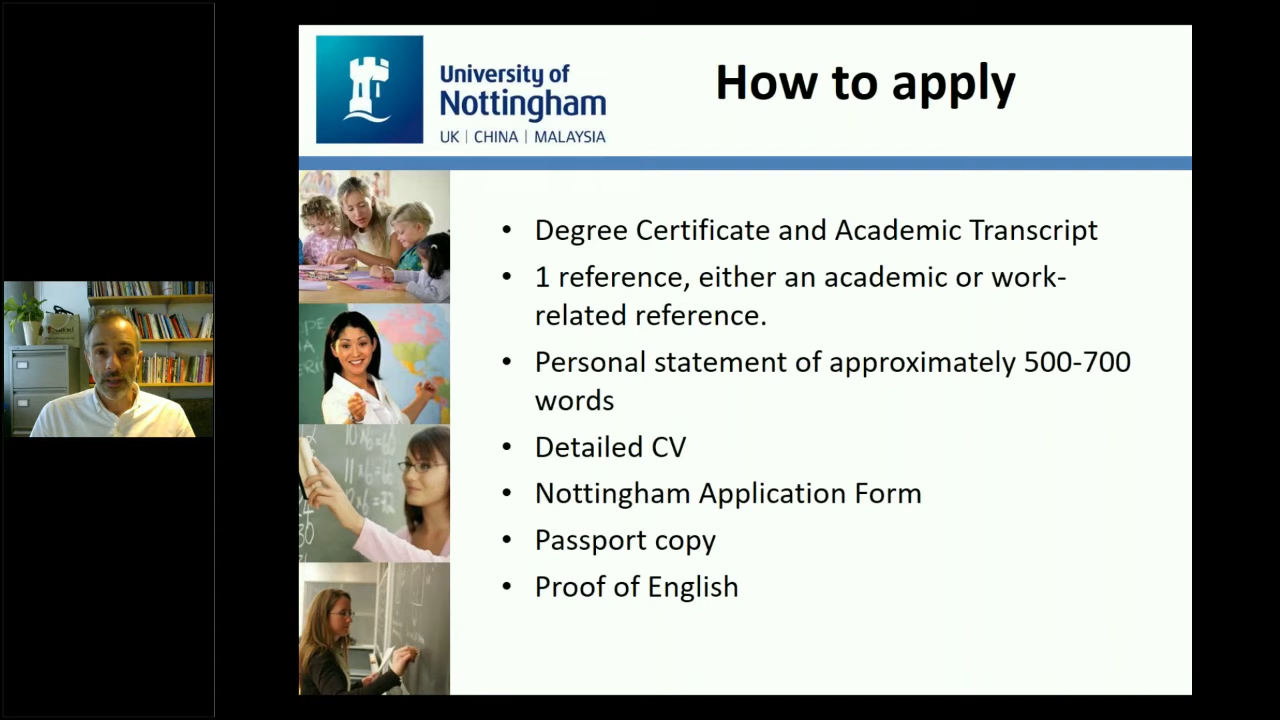 University of
Nottingham
UK | CHINA | MALAYSIA
How to apply
• Degree Certificate and Academic Transcript
• 1 reference, either an academic or work-
related reference.
• Personal statement of approximately 500-700
words
• Detailed CV
• Nottingham Application Form
• Passport copy
• Proof of English